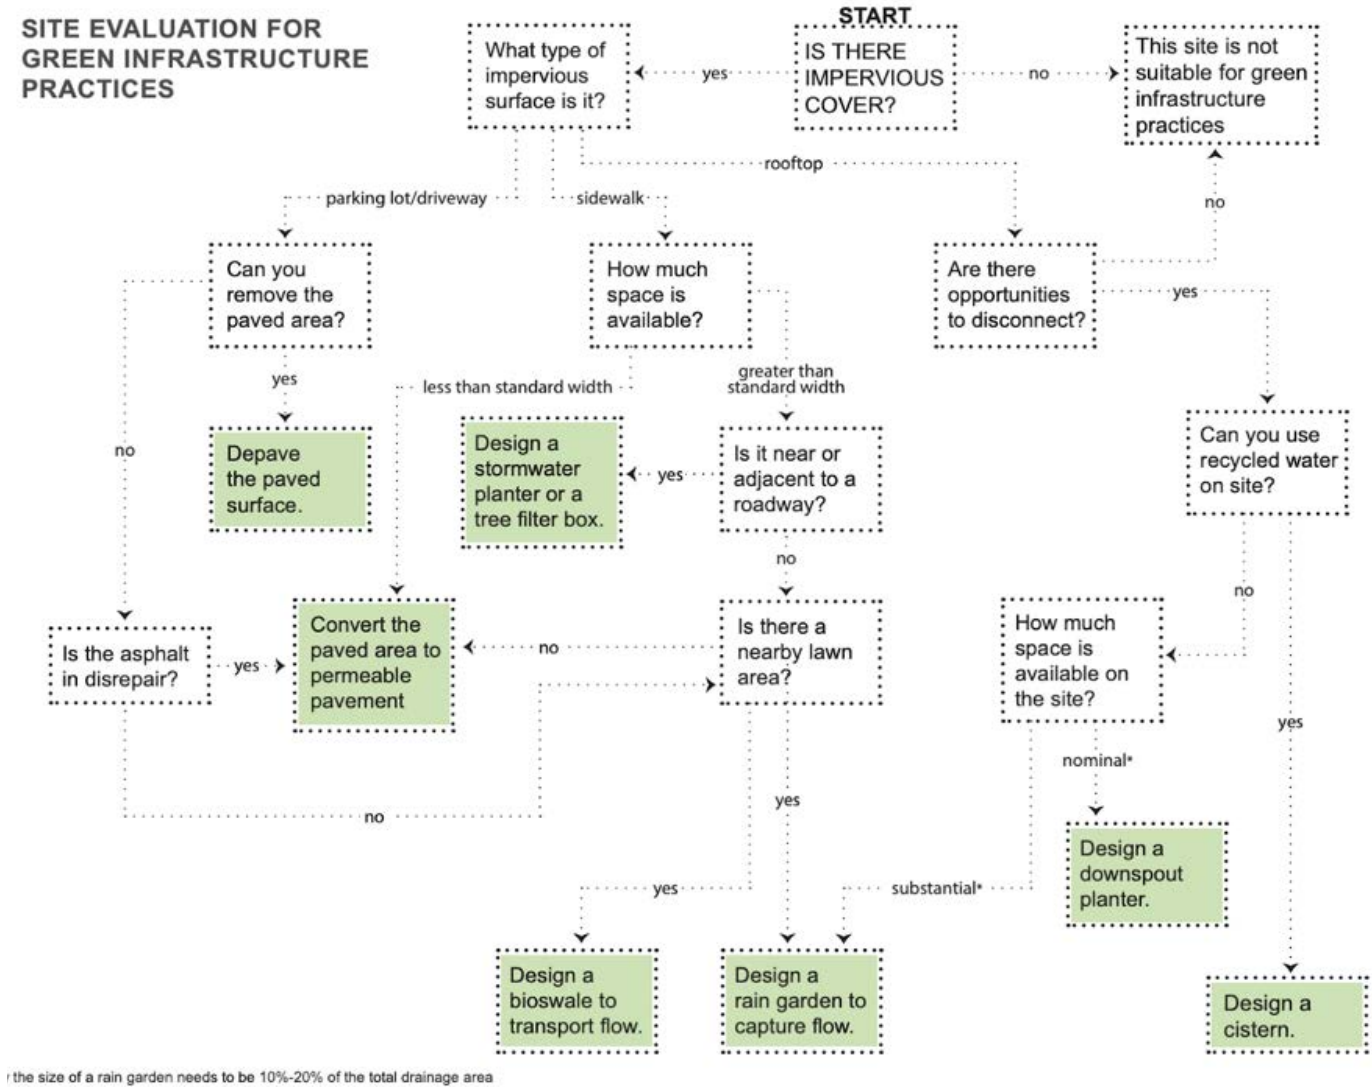 SITE EVALUATION FOR
GREEN INFRASTRUCTURE
PRACTICES
START
IS THERE
IMPERVIOUS
COVER?
yes
no
What type of
impervious
surface is it?
This site is not
suitable for green
infrastructure
practices
rooftop
parking lot/driveway
sidewalk
no
Can you
remove the
paved area?
How much
space is
available?
Are there
opportunities
to disconnect?
yes
yes
less than standard width
greater than
standard width
no
Depave
the paved
surface.
Design a
stormwater
planter or a
tree filter box.
yes
Is it near or
adjacent to a
roadway?
Can you use
recycled water
on site?
no
no
Is the asphalt
in disrepair?
yes
Convert the
paved area to
permeable
pavement
no
Is there a
nearby lawn
area?
How much
space is
available on
the site?
yes
nominal*
yes
no
Design a
downspout
planter.
yes
substantial*
Design a
bioswale to
transport flow.
Design a
rain garden to
capture flow.
Design a
cistern.
the size of a rain garden needs to be 10%-20% of the total drainage area